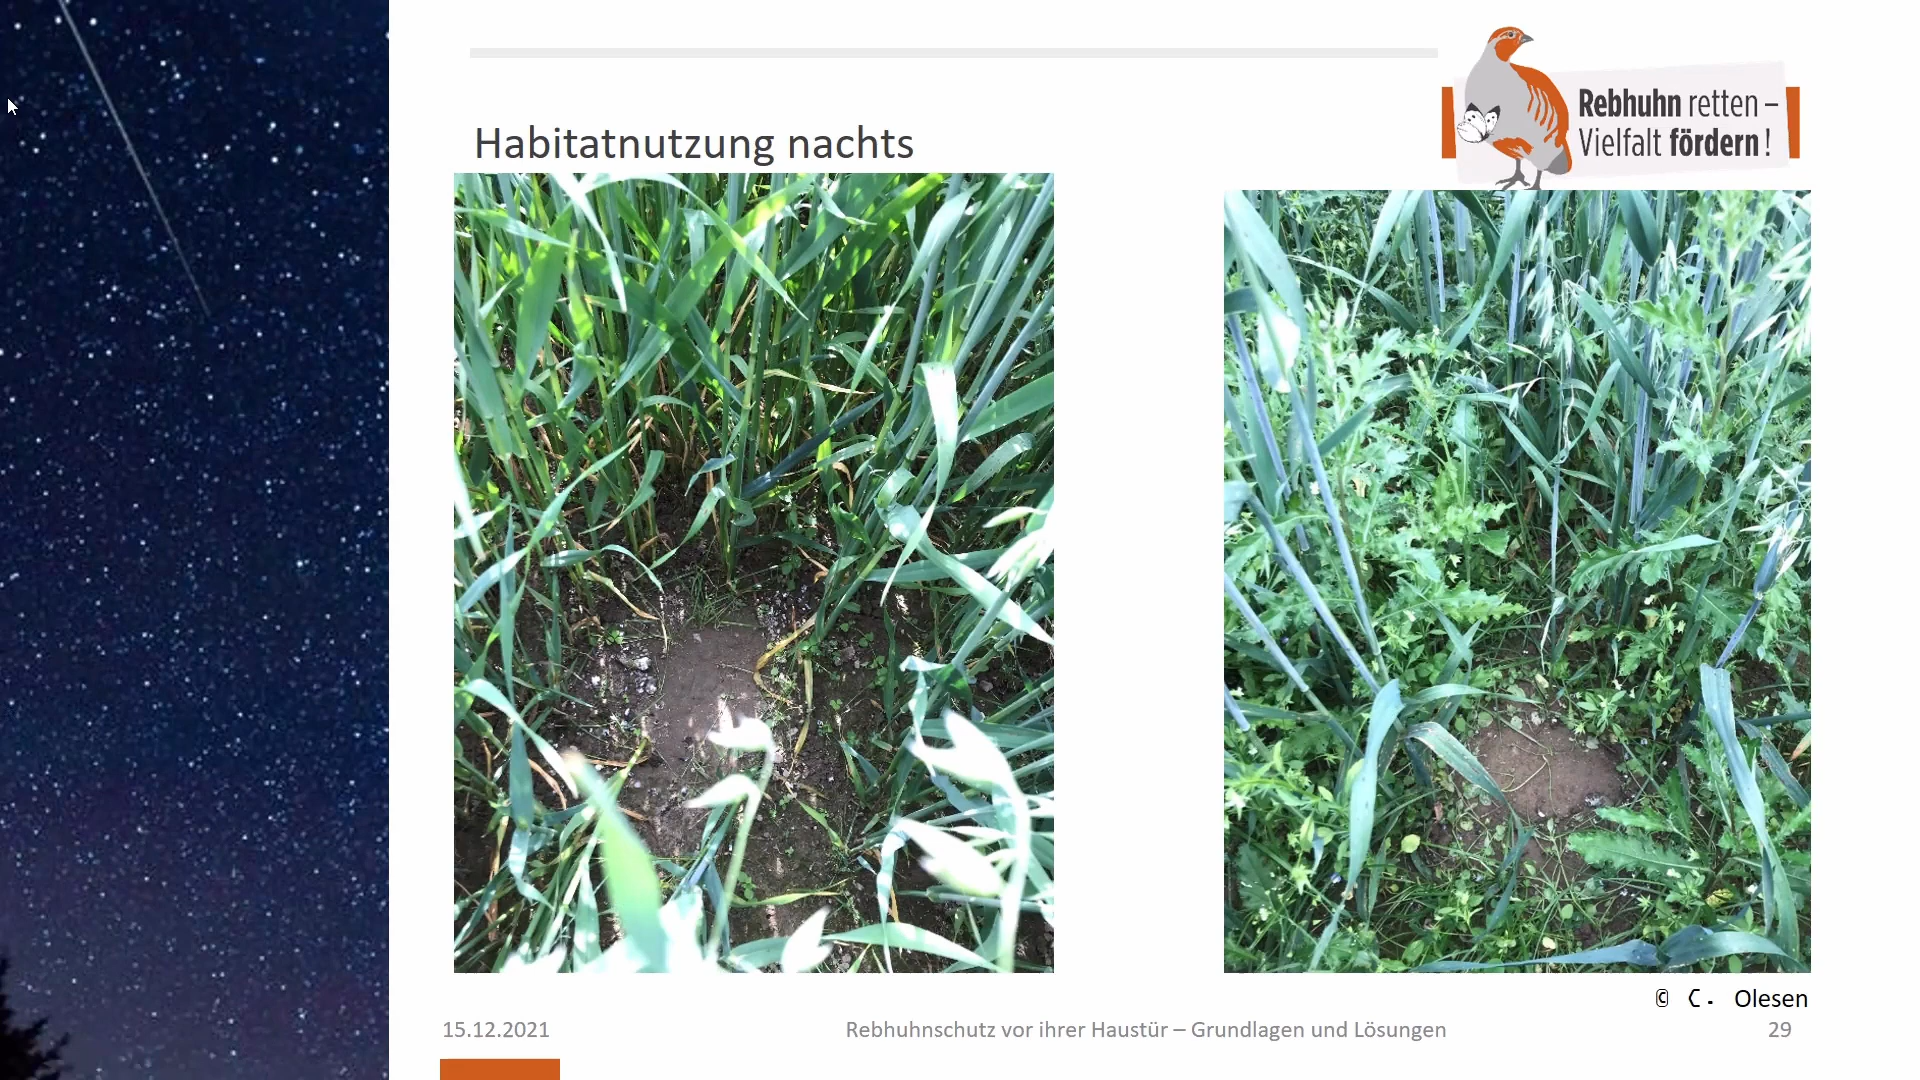 Rebhuhn retten –
Vielfalt fördern!
Habitatnutzung nachts
© C. Olesen
15.12.2021
Rebhuhnschutz vor ihrer Haustür – Grundlagen und Lösungen
29